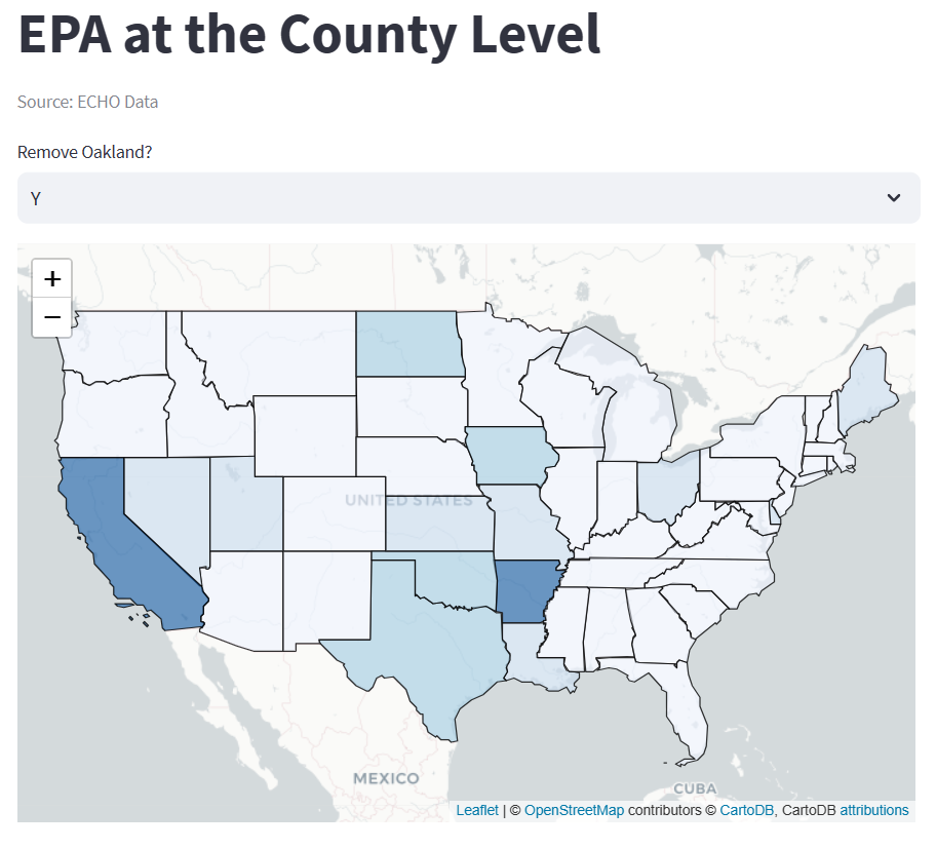 EPA at the County Level
Source: ECHO Data
Remove Oakland?
Y
+
−
UNITED STATES
MEXICO
CUBA
Leaflet | © OpenStreetMap contributors © CartoDB, CartoDB attributions